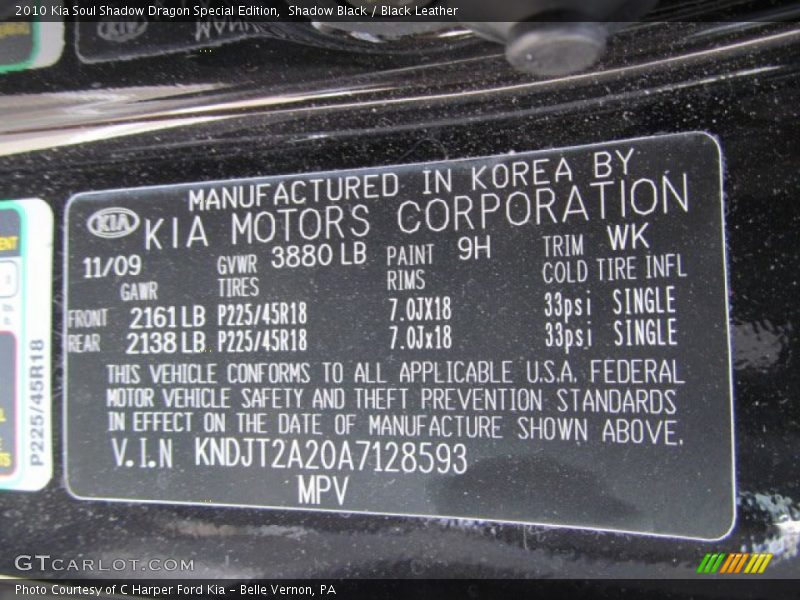 2010 Kia Soul Shadow Dragon Special Edition, Shadow Black / Black Leather
KIA
MANUFACTURED IN KOREA BY
KIA KIA MOTORS CORPORATION
11/09 GVWR 3880 LB PAINT 9H TRIM WK
GAWR TIRES RIMS COLD TIRE INFL
FRONT 2161 LB P225/45R18 7.0JX18 33psi SINGLE
REAR 2138 LB P225/45R18 7.0Jx18 33psi SINGLE
THIS VEHICLE CONFORMS TO ALL APPLICABLE U.S.A. FEDERAL
MOTOR VEHICLE SAFETY AND THEFT PREVENTION STANDARDS
IN EFFECT ON THE DATE OF MANUFACTURE SHOWN ABOVE.
V.I.N KNDJT2A20A7128593
MPV
P225/45R18
GTCARLOT.COM
Photo Courtesy of C Harper Ford Kia - Belle Vernon, PA